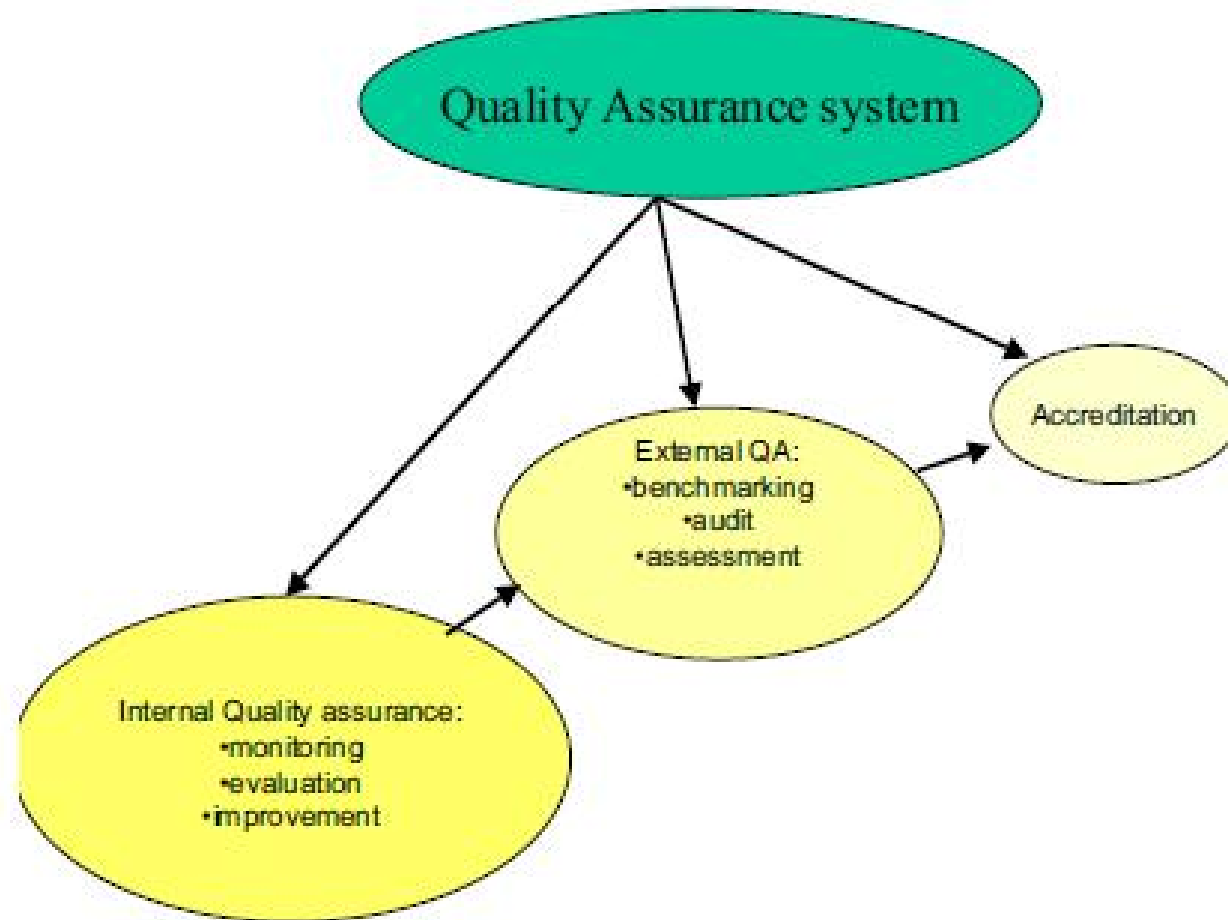 Quality Assurance system
Accreditation
External QA:
•benchmarking
•audit
•assessment
Internal Quality assurance:
•monitoring
•evaluation
•improvement